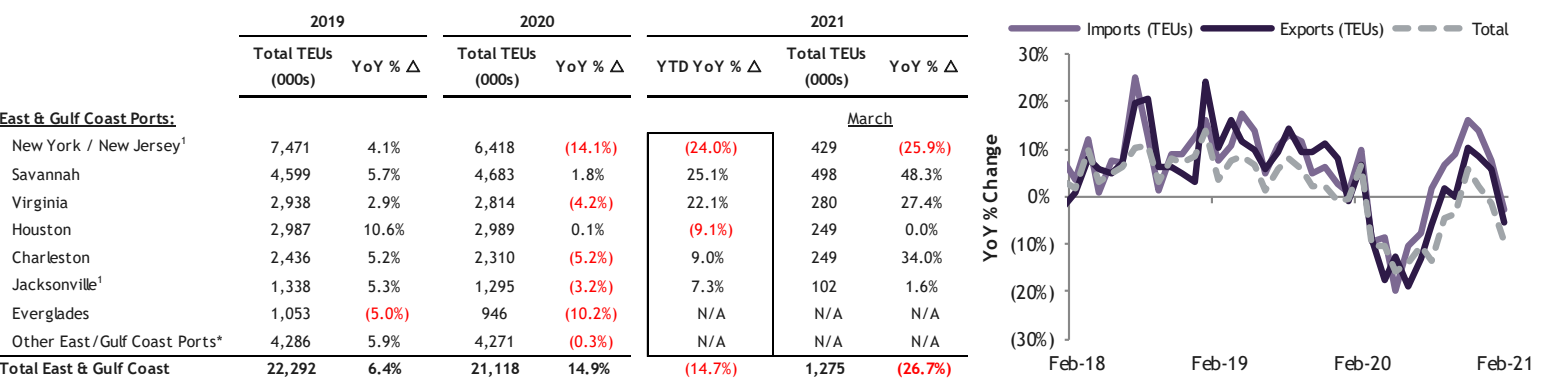 2019 2020 2021
Total TEUs (000s) YoY % △ Total TEUs (000s) YoY % △ YTD YoY % △ Total TEUs (000s) YoY % △
East & Gulf Coast Ports: March
New York / New Jersey¹ 7,471 4.1% 6,418 (14.1%) (24.0%) 429 (25.9%)
Savannah 4,599 5.7% 4,683 1.8% 25.1% 498 48.3%
Virginia 2,938 2.9% 2,814 (4.2%) 22.1% 280 27.4%
Houston 2,987 10.6% 2,989 0.1% (9.1%) 249 0.0%
Charleston 2,436 5.2% 2,310 (5.2%) 9.0% 249 34.0%
Jacksonville¹ 1,338 5.3% 1,295 (3.2%) 7.3% 102 1.6%
Everglades 1,053 (5.0%) 946 (10.2%) N/A N/A N/A
Other East/Gulf Coast Ports* 4,286 5.9% 4,271 (0.3%) N/A N/A N/A
Total East & Gulf Coast 22,292 6.4% 21,118 14.9% (14.7%) 1,275 (26.7%)
Imports (TEUs) Exports (TEUs) Total
YoY % Change
30%
20%
10%
0%
(10%)
(20%)
(30%)
Feb-18 Feb-19 Feb-20 Feb-21